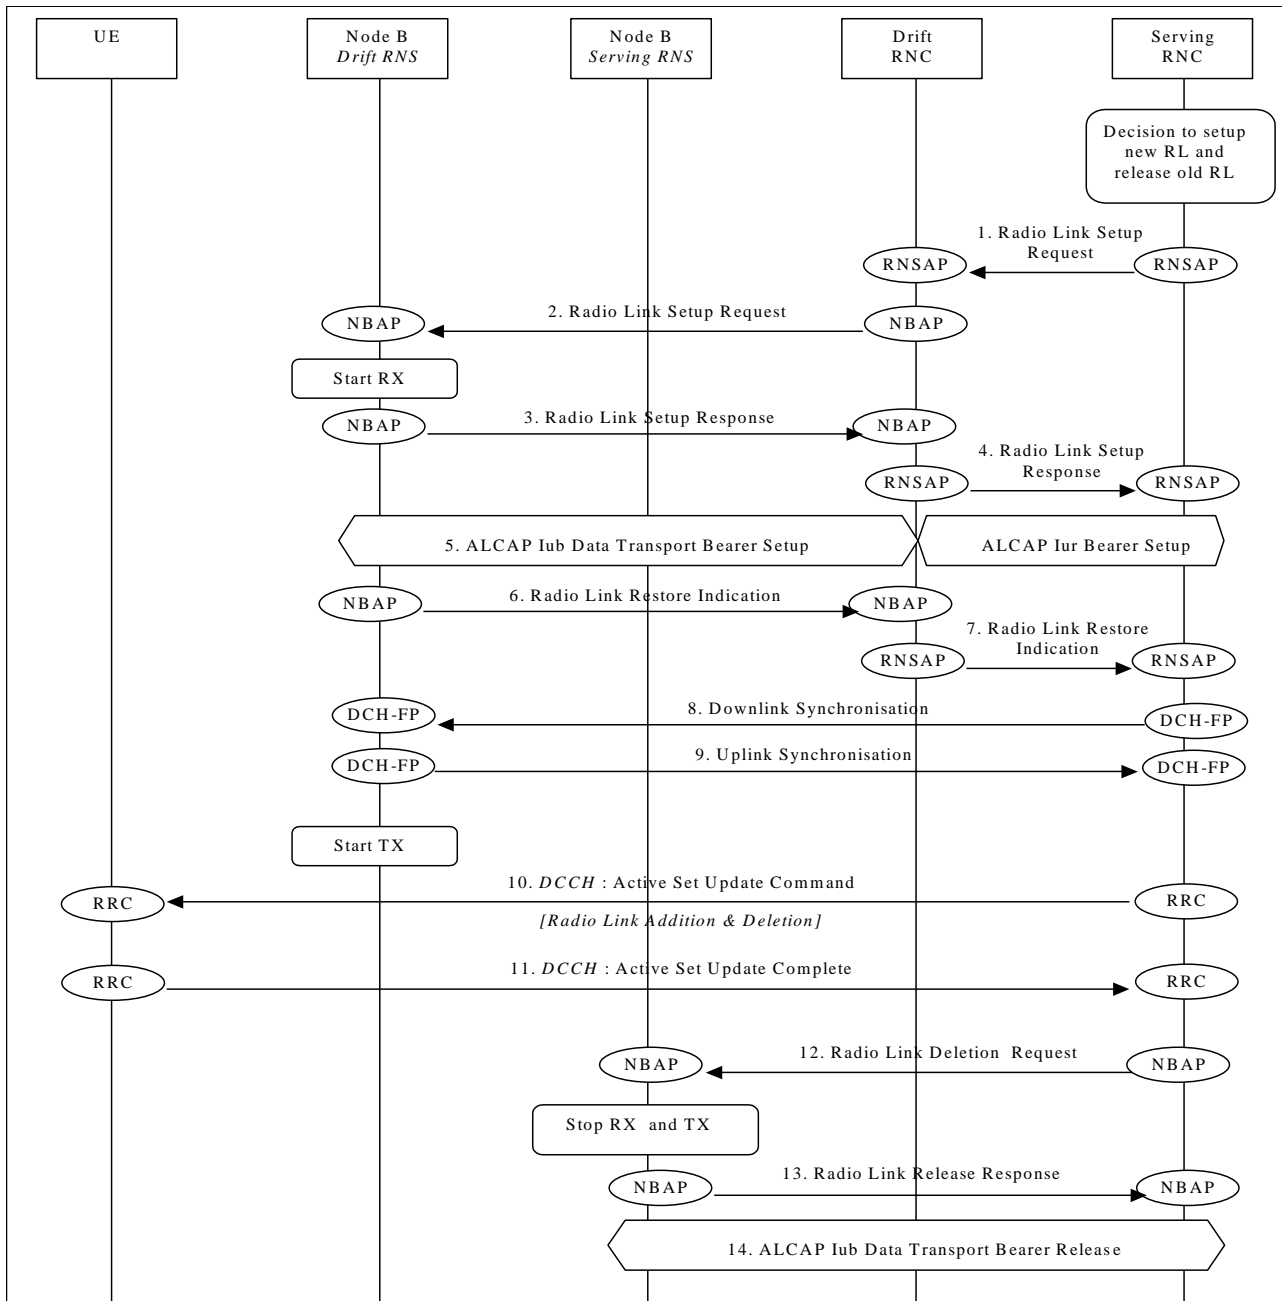 UE
Node B
Drift RNS
Node B
Serving RNS
Drift
RNC
Serving
RNC
Decision to setup
new RL and
release old RL
1. Radio Link Setup
Request
RNSAP
RNSAP
2. Radio Link Setup Request
NBAP
NBAP
Start RX
3. Radio Link Setup Response
NBAP
NBAP
4. Radio Link Setup
Response
RNSAP
RNSAP
5. ALCAP Iub Data Transport Bearer Setup
ALCAP Iur Bearer Setup
6. Radio Link Restore Indication
NBAP
NBAP
7. Radio Link Restore
Indication
RNSAP
RNSAP
8. Downlink Synchronisation
DCH-FP
DCH-FP
9. Uplink Synchronisation
DCH-FP
DCH-FP
Start TX
10. DCCH : Active Set Update Command
RRC
RRC
[Radio Link Addition & Deletion]
11. DCCH : Active Set Update Complete
RRC
RRC
12. Radio Link Deletion Request
NBAP
NBAP
Stop RX and TX
13. Radio Link Release Response
NBAP
NBAP
14. ALCAP Iub Data Transport Bearer Release